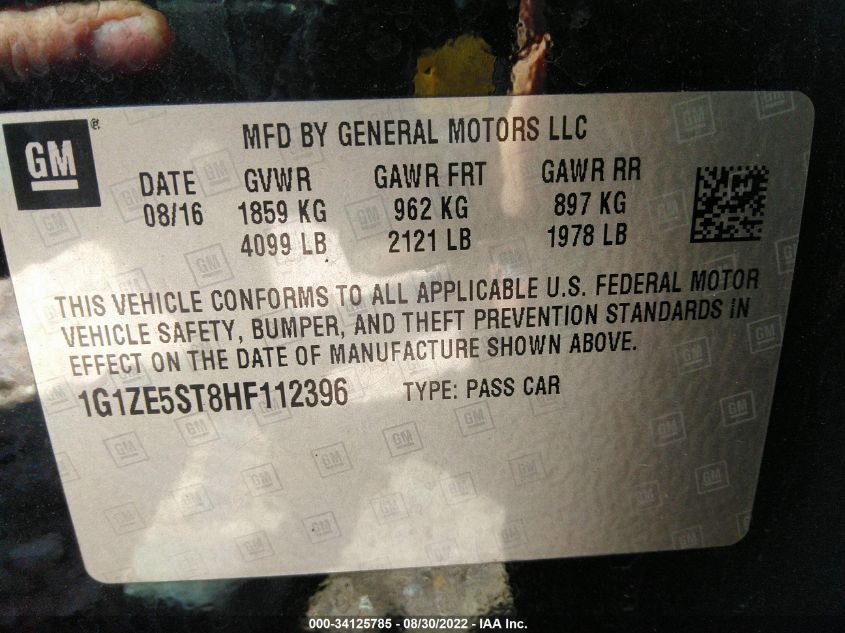 GM ®
MFD BY GENERAL MOTORS LLC
DATE GVWR GAWR FRT GAWR RR
08/16 1859 KG 962 KG 897 KG
4099 LB 2121 LB 1978 LB
THIS VEHICLE CONFORMS TO ALL APPLICABLE U.S. FEDERAL MOTOR
VEHICLE SAFETY, BUMPER, AND THEFT PREVENTION STANDARDS IN
EFFECT ON THE DATE OF MANUFACTURE SHOWN ABOVE.
1G1ZE5ST8HF112396 TYPE: PASS CAR
000-34125785 - 08/30/2022 - IAA Inc.